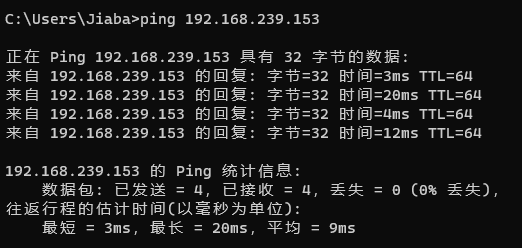 C:\Users\Jiaba>ping 192.168.239.153
正在 Ping 192.168.239.153 具有 32 字节的数据:
来自 192.168.239.153 的回复: 字节=32 时间=3ms TTL=64
来自 192.168.239.153 的回复: 字节=32 时间=20ms TTL=64
来自 192.168.239.153 的回复: 字节=32 时间=4ms TTL=64
来自 192.168.239.153 的回复: 字节=32 时间=12ms TTL=64
192.168.239.153 的 Ping 统计信息:
数据包: 已发送 = 4, 已接收 = 4, 丢失 = 0 (0% 丢失),
往返行程的估计时间(以毫秒为单位):
最短 = 3ms, 最长 = 20ms, 平均 = 9ms